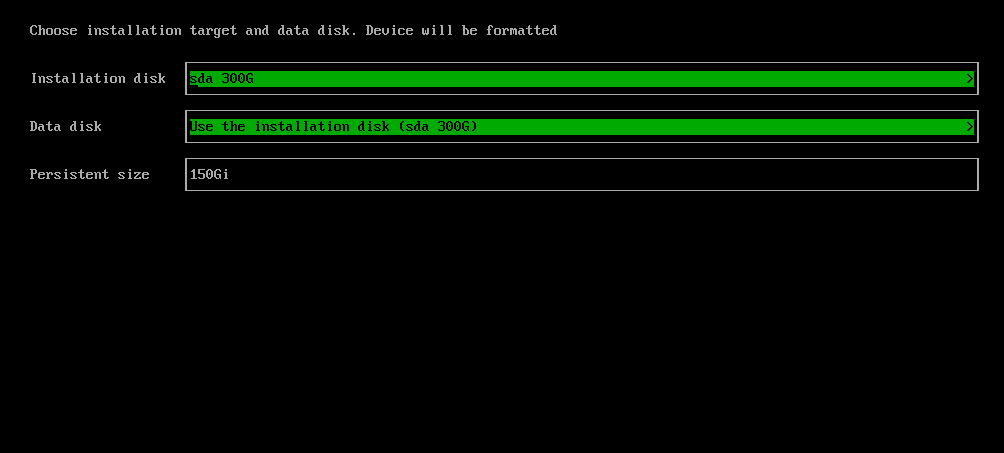 Choose installation target and data disk. Device will be formatted
Installation disk sda 300G >
Data disk Use the installation disk (sda 300G) >
Persistent size 150Gi